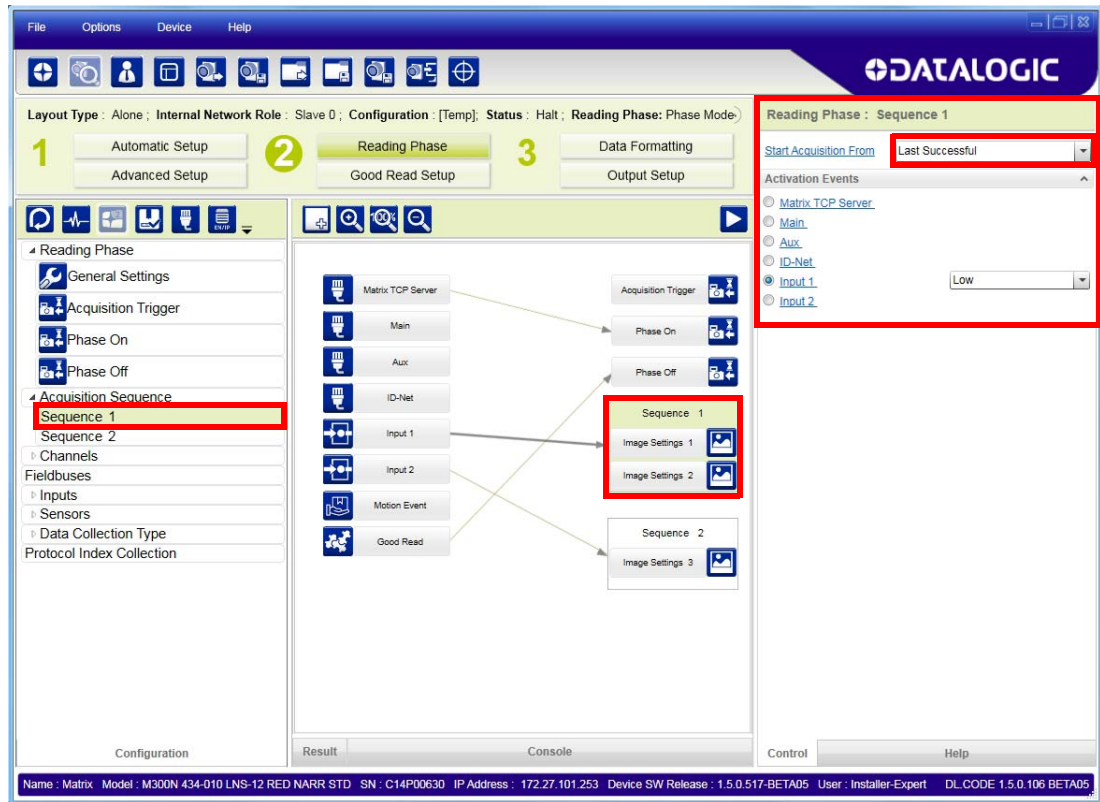 File Options Device Help
DATALOGIC
Layout Type : Alone ; Internal Network Role : Slave 0 ; Configuration : [Temp]; Status : Halt ; Reading Phase: Phase Mode
1 Automatic Setup 2 Reading Phase 3 Data Formatting
Advanced Setup Good Read Setup Output Setup
Reading Phase
General Settings
Acquisition Trigger
Phase On
Phase Off
Acquisition Sequence
Sequence 1
Sequence 2
Channels
Fieldbuses
Inputs
Sensors
Data Collection Type
Protocol Index Collection
Configuration
100%
Matrix TCP Server
Main
Aux
ID-Net
Input 1
Input 2
Motion Event
Good Read
Acquisition Trigger
Phase On
Phase Off
Sequence 1
Image Settings 1
Image Settings 2
Sequence 2
Image Settings 3
Result Console
Reading Phase : Sequence 1
Start Acquisition From Last Successful
Activation Events
Matrix TCP Server
Main
Aux
ID-Net
Input 1 Low
Input 2
Control Help
Name : Matrix Model : M300N 434-010 LNS-12 RED NARR STD SN : C14P00630 IP Address : 172.27.101.253 Device SW Release : 1.5.0.517-BETA05 User : Installer-Expert DL.CODE 1.5.0.106 BETA05